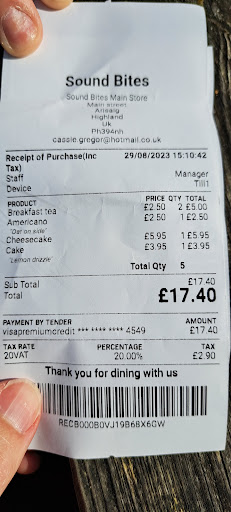 Sound Bites
Sound Bites Main Store
Main street
Arisaig
Highland
Uk
Ph394nh
cassie.gregor@hotmail.co.uk
Receipt of Purchase(Inc Tax) 29/08/2023 15:10:42
Staff Manager
Device Till1
PRODUCT PRICE QTY TOTAL
Breakfast tea £2.50 2 £5.00
Americano £2.50 1 £2.50
"Oat on side"
Cheesecake £5.95 1 £5.95
Cake £3.95 1 £3.95
"Lemon drizzle"
Total Qty 5
Sub Total £17.40
Total £17.40
PAYMENT BY TENDER AMOUNT
visapremiumcredit *** **** **** 4549 £17.40
TAX RATE PERCENTAGE TAX
20VAT 20.00% £2.90
Thank you for dining with us
RECB000B0VJ19B68X6GW